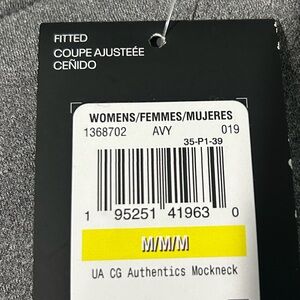 FITTED
COUPE AJUSTEÉE
CEÑIDO
WOMENS/FEMMES/MUJERES
1368702 AVY 019
35-P1-39
1 95251 41963 0
M/M/M
UA CG Authentics Mockneck